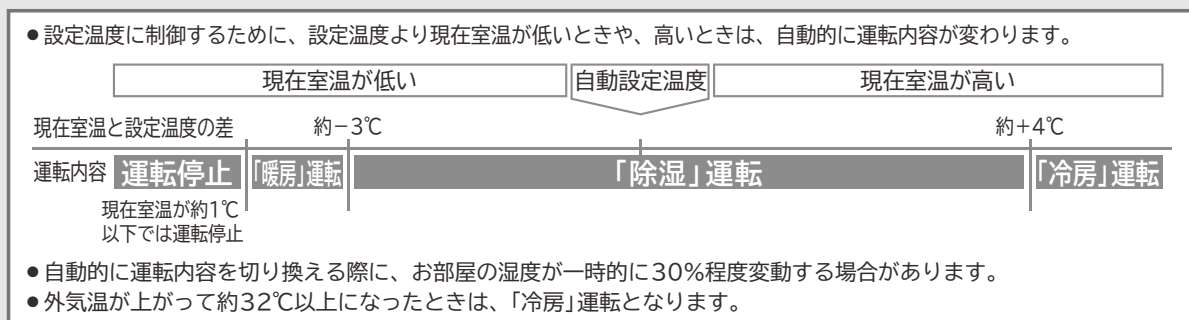 ●設定温度に制御するために、設定温度より現在室温が低いときや、高いときは、自動的に運転内容が変わります。
現在室温が低い 自動設定温度 現在室温が高い
現在室温と設定温度の差 約−3℃ 約+4℃
運転内容 運転停止 「暖房」運転 「除湿」運転 「冷房」運転
現在室温が約1℃
以下では運転停止
●自動的に運転内容を切り換える際に、お部屋の湿度が一時的に30%程度変動する場合があります。
●外気温が上がって約32℃以上になったときは、「冷房」運転となります。